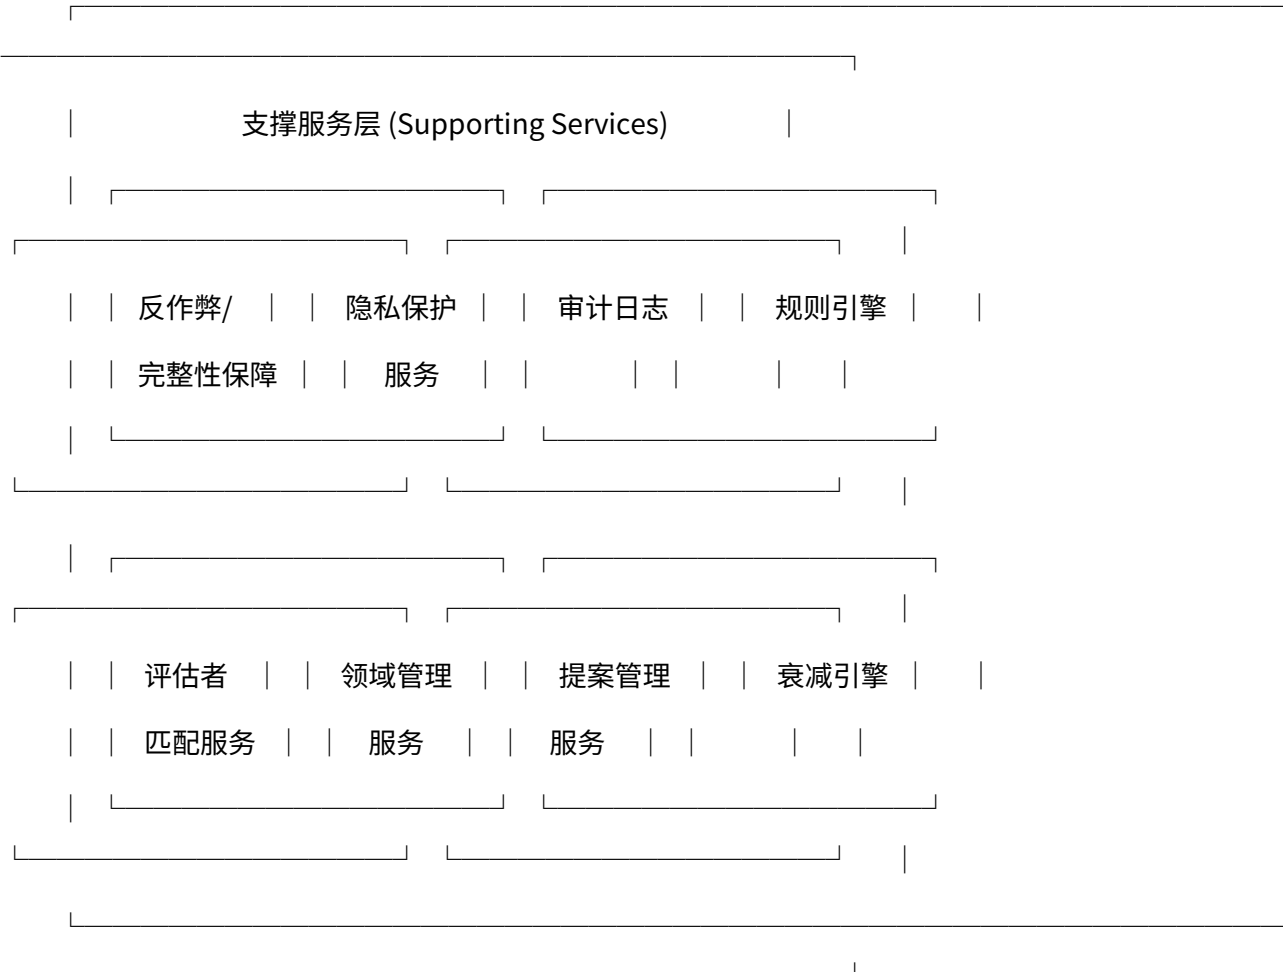 支撑服务层 (Supporting Services)
反作弊/ 隐私保护 审计日志 规则引擎
完整性保障 服务
评估者 领域管理 提案管理 衰减引擎
匹配服务 服务 服务